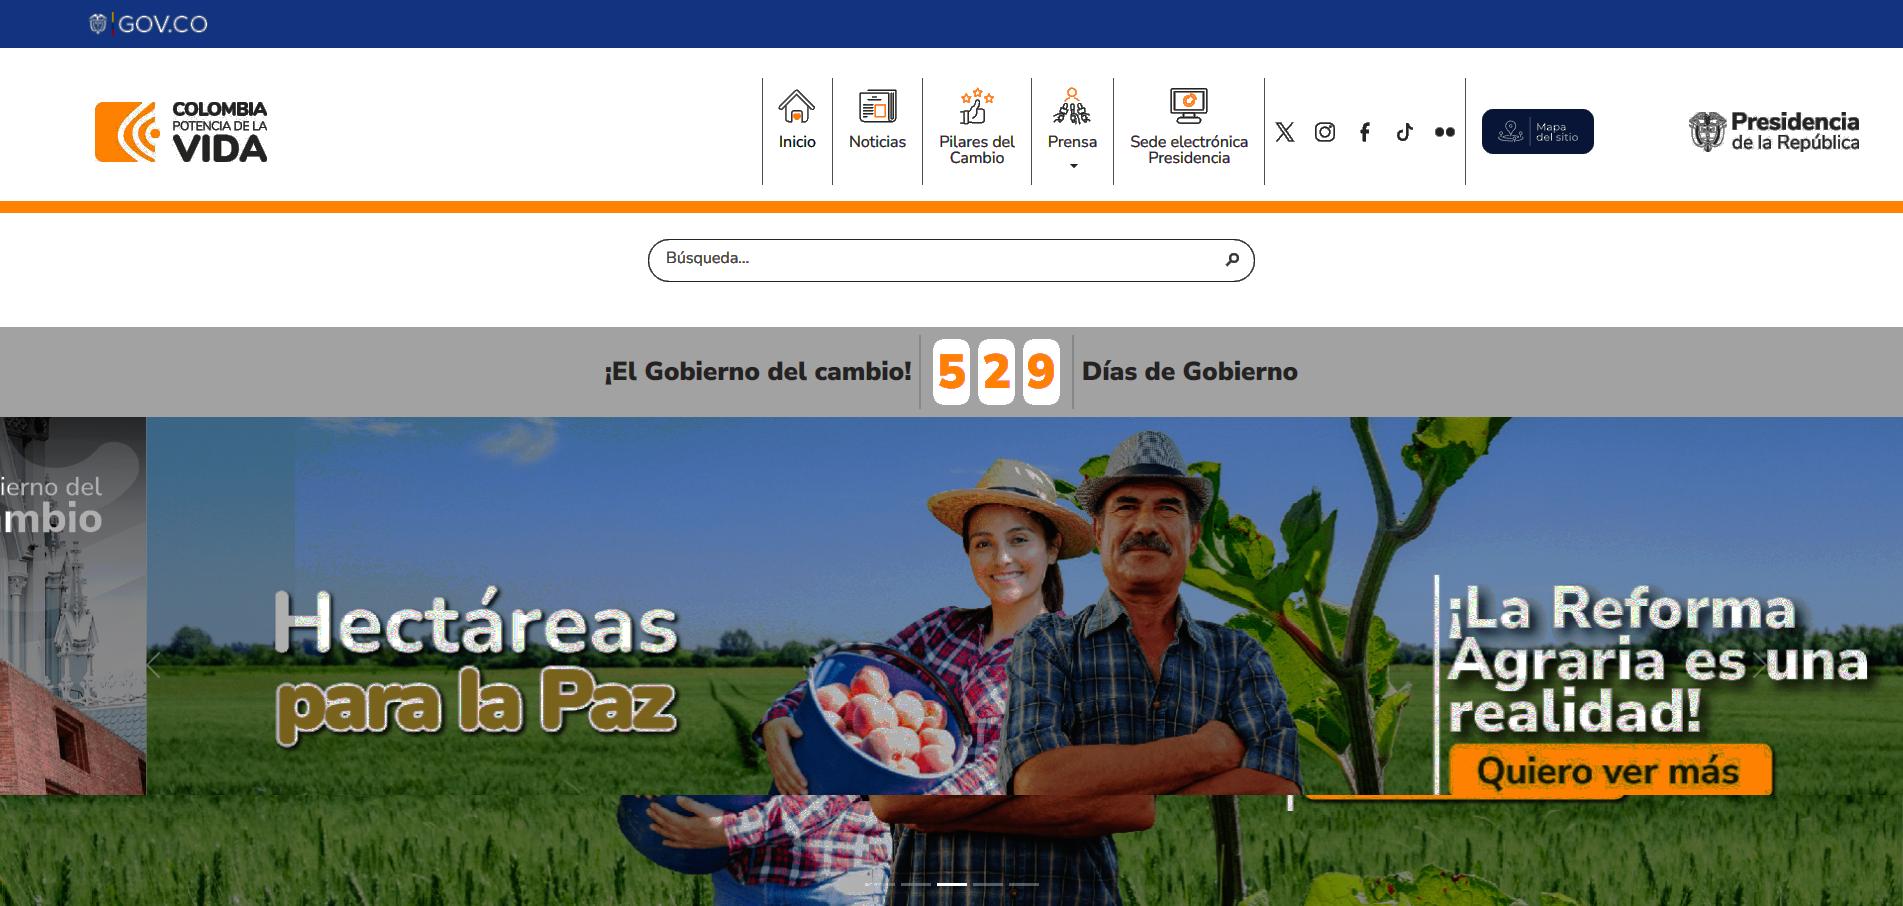 GOV.CO
COLOMBIA
POTENCIA DE LA
VIDA
Inicio
Noticias
Pilares del
Cambio
Prensa
Sede electrónica
Presidencia
Mapa
del sitio
Presidencia
de la República
Búsqueda...
¡El Gobierno del cambio!
529
Días de Gobierno
ierno del
mbio
Hectáreas
para la Paz
¡La Reforma
Agraria es una
realidad!
Quiero ver más